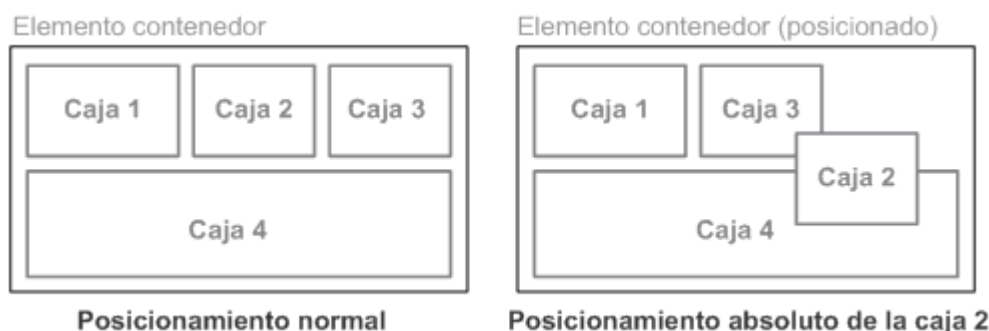 Elemento contenedor
Caja 1
Caja 2
Caja 3
Caja 4
Posicionamiento normal
Elemento contenedor (posicionado)
Caja 1
Caja 3
Caja 2
Caja 4
Posicionamiento absoluto de la caja 2